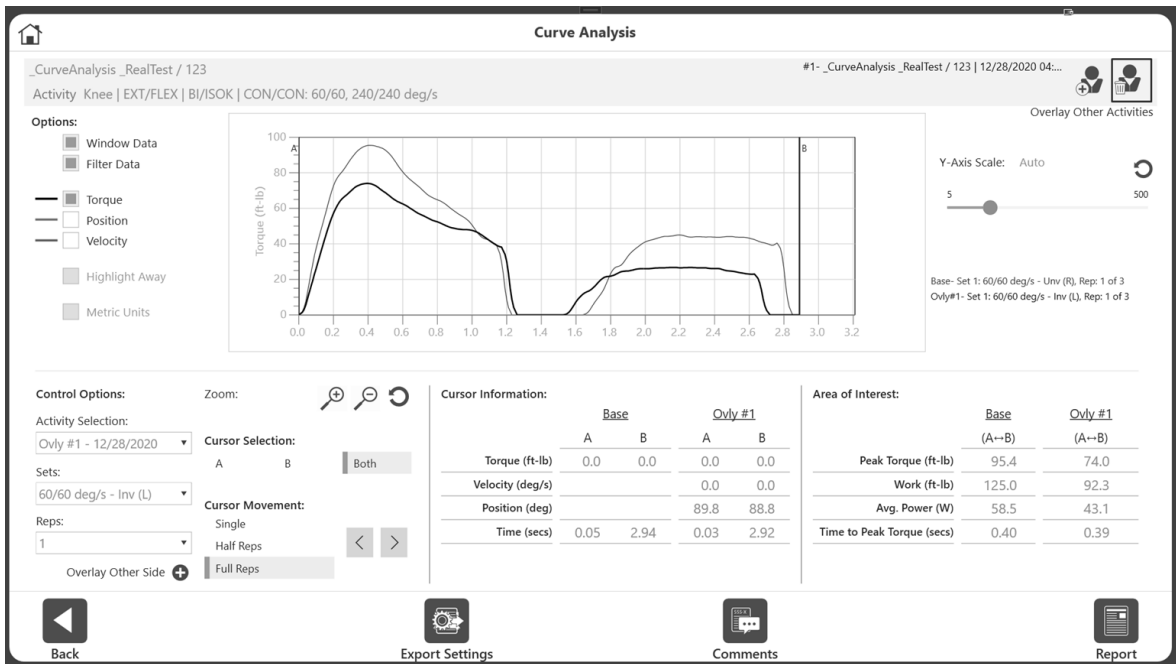 Curve Analysis
_CurveAnalysis _RealTest / 123
#1- _CurveAnalysis _RealTest / 123 | 12/28/2020 04:...
Activity Knee | EXT/FLEX | BI/ISOK | CON/CON: 60/60, 240/240 deg/s
Overlay Other Activities
Options:
Window Data
Filter Data
Torque
Position
Velocity
Highlight Away
Metric Units
Torque (ft-lb)
100
80
60
40
20
0
A
B
0.0 0.2 0.4 0.6 0.8 1.0 1.2 1.4 1.6 1.8 2.0 2.2 2.4 2.6 2.8 3.0 3.2
Y-Axis Scale: Auto
5 500
Base- Set 1: 60/60 deg/s - Unv (R), Rep: 1 of 3
Ovly#1- Set 1: 60/60 deg/s - Inv (L), Rep: 1 of 3
Control Options:
Activity Selection:
Ovly #1 - 12/28/2020
Sets:
60/60 deg/s - Inv (L)
Reps:
1
Overlay Other Side
Zoom:
Cursor Selection:
A B Both
Cursor Movement:
Single
Half Reps
Full Reps
Cursor Information:
Base Ovly #1
A B A B
Torque (ft-lb) 0.0 0.0 0.0 0.0
Velocity (deg/s) 0.0 0.0
Position (deg) 89.8 88.8
Time (secs) 0.05 2.94 0.03 2.92
Area of Interest:
Base Ovly #1
(A↔B) (A↔B)
Peak Torque (ft-lb) 95.4 74.0
Work (ft-lb) 125.0 92.3
Avg. Power (W) 58.5 43.1
Time to Peak Torque (secs) 0.40 0.39
Back
Export Settings
Comments
Report